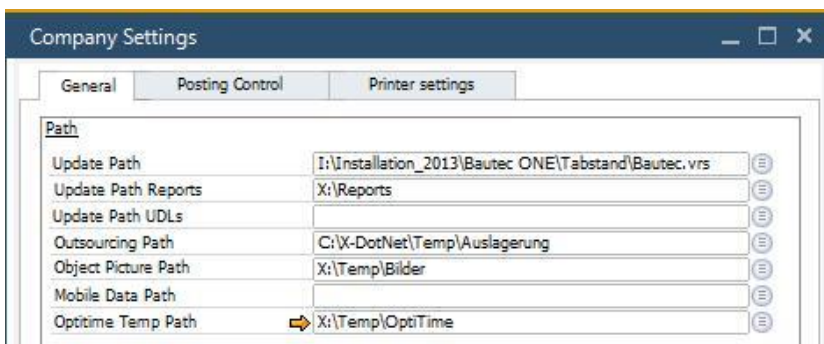 Company Settings
General Posting Control Printer settings
Path
Update Path I:\Installation_2013\Bautec ONE\Tabstand\Bautec.vrs
Update Path Reports X:\Reports
Update Path UDLs
Outsourcing Path C:\X-DotNet\Temp\Auslagerung
Object Picture Path X:\Temp\Bilder
Mobile Data Path
Optitime Temp Path X:\Temp\OptiTime